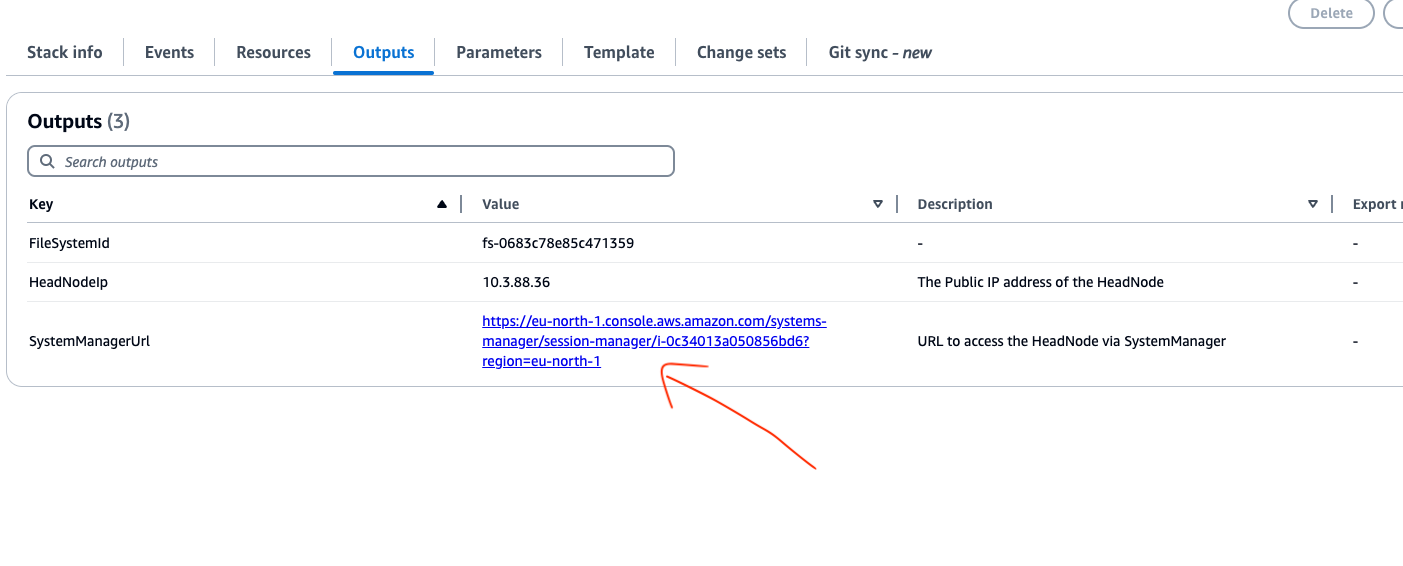 Delete
Stack info
Events
Resources
Outputs
Parameters
Template
Change sets
Git sync - new
Outputs (3)
Search outputs
Key
Value
Description
Export
FileSystemId
fs-0683c78e85c471359
-
-
HeadNodeIp
10.3.88.36
The Public IP address of the HeadNode
-
SystemManagerUrl
https://eu-north-1.console.aws.amazon.com/systems-
manager/session-manager/i-0c34013a050856bd6?
region=eu-north-1
URL to access the HeadNode via SystemManager
-